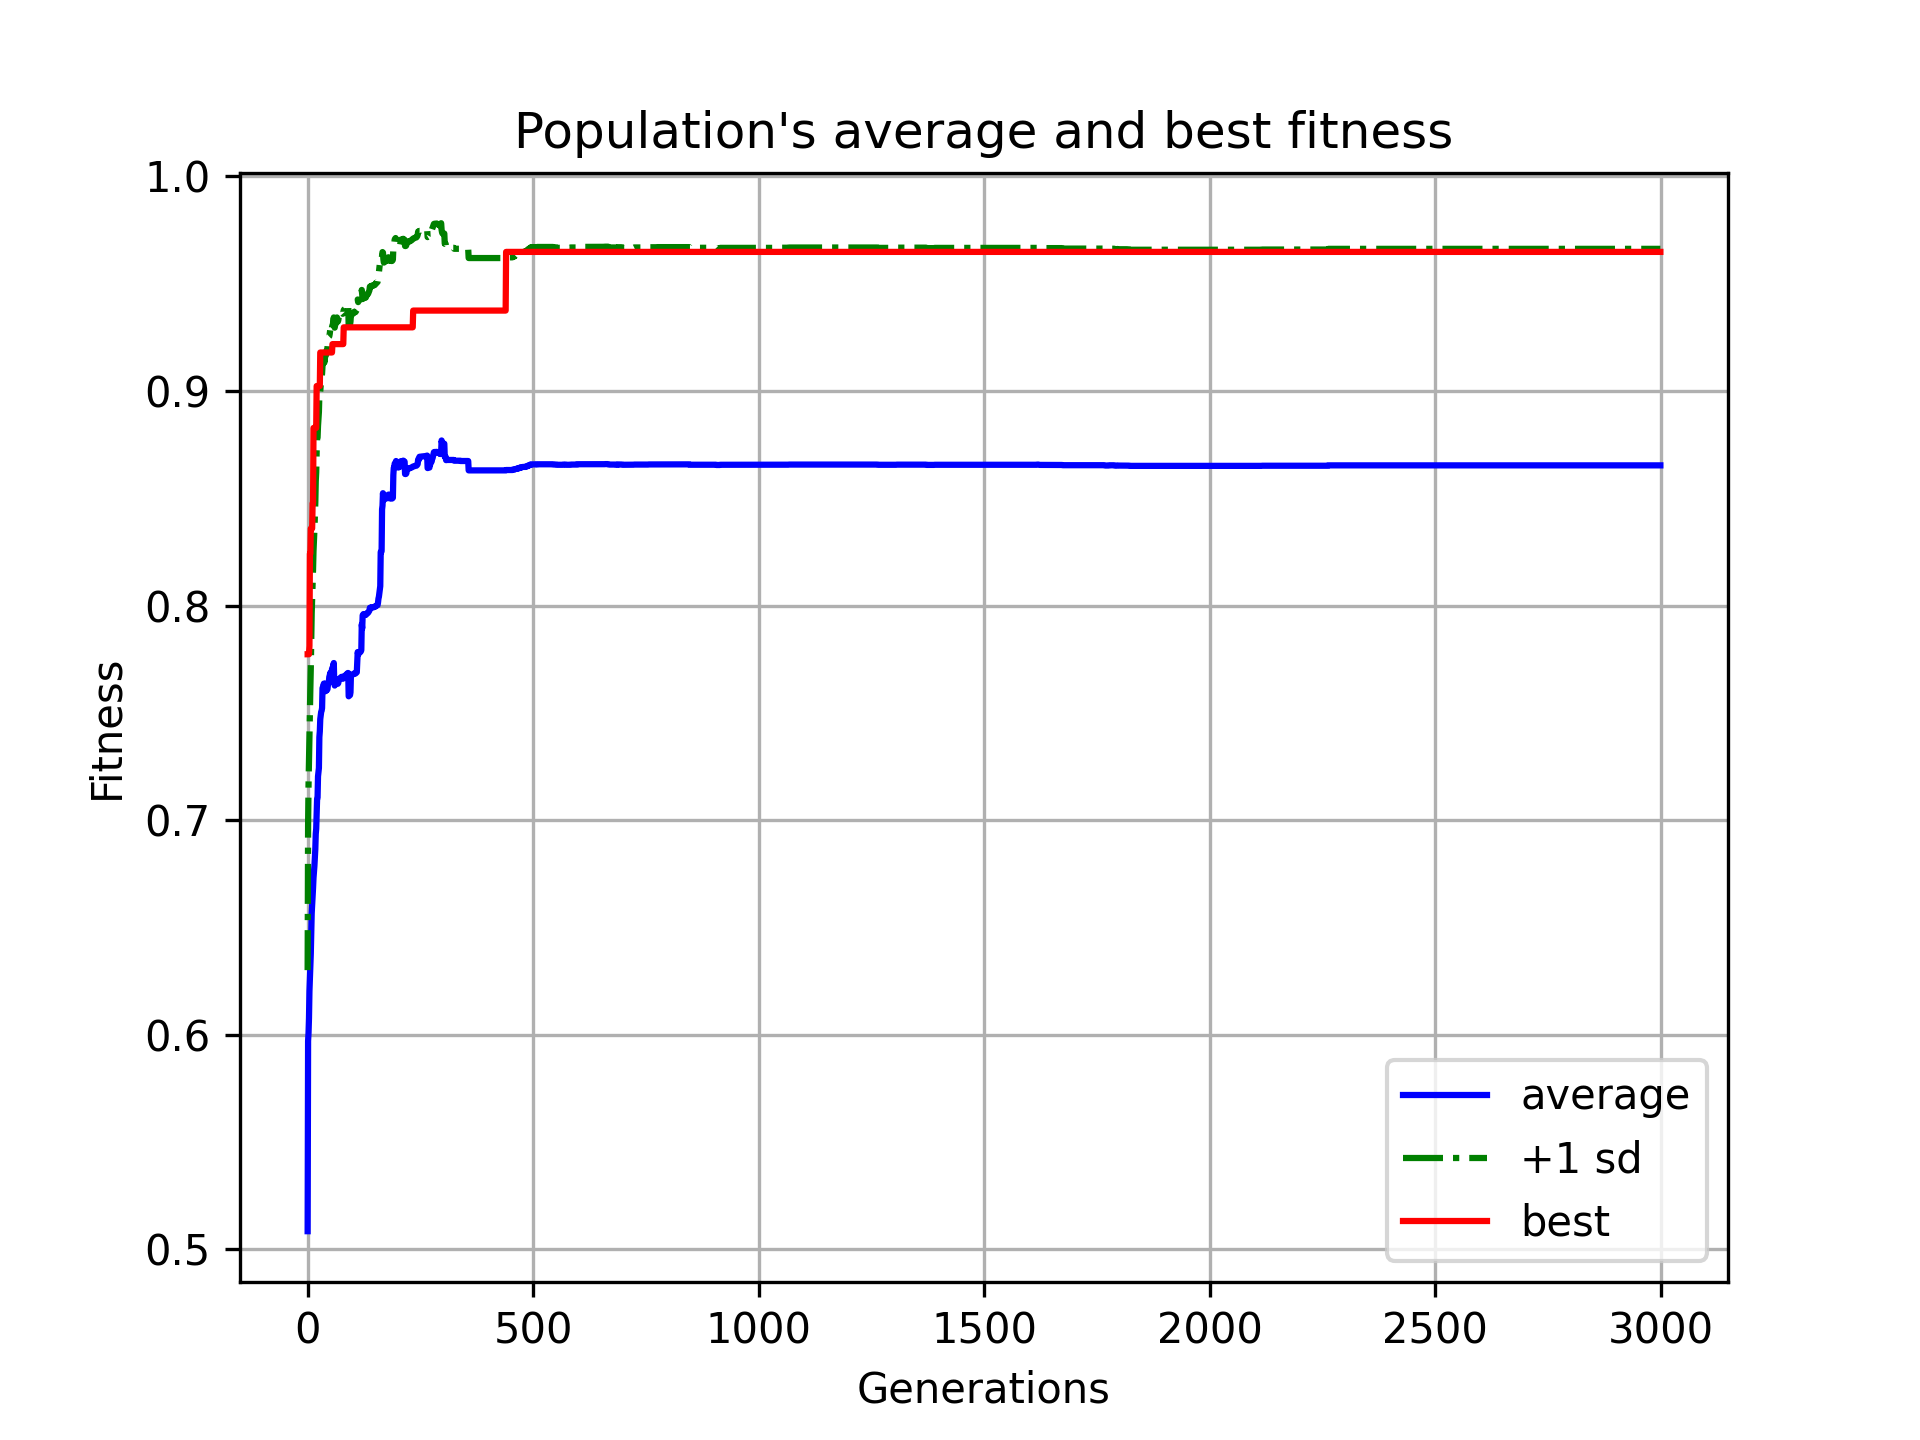 Population's average and best fitness
1.0
0.9
0.8
0.7
0.6
0.5
Fitness
0 500 1000 1500 2000 2500 3000
Generations
average
+1 sd
best